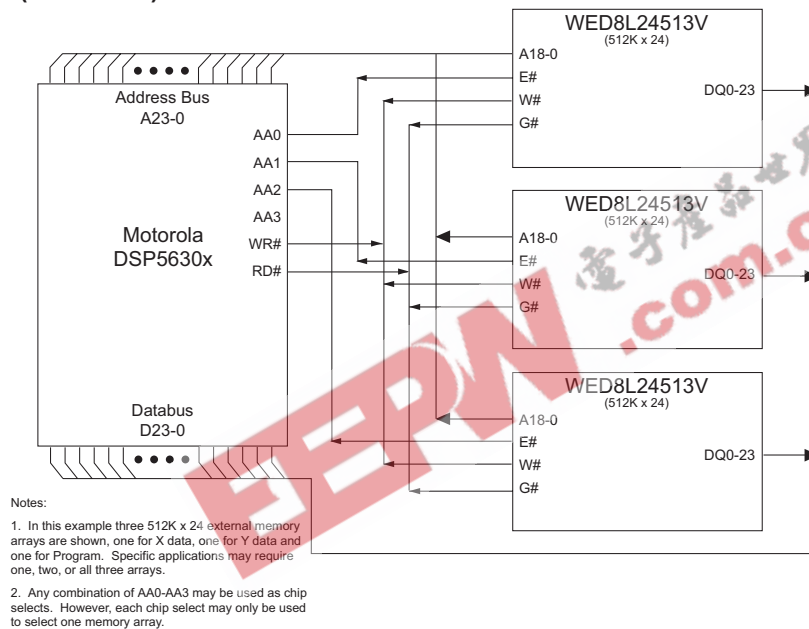 WED8L24513V
(512K x 24)
A18-0
E#
W#
G#
DQ0-23
Address Bus
A23-0
AA0
AA1
AA2
AA3
WR#
RD#
Motorola
DSP5630x
Databus
D23-0
WED8L24513V
(512K x 24)
A18-0
E#
W#
G#
DQ0-23
WED8L24513V
(512K x 24)
A18-0
E#
W#
G#
DQ0-23
Notes:
1. In this example three 512K x 24 external memory
arrays are shown, one for X data, one for Y data and
one for Program. Specific applications may require
one, two, or all three arrays.
2. Any combination of AA0-AA3 may be used as chip
selects. However, each chip select may only be used
to select one memory array.
EEPW
.com.c
電子產品世